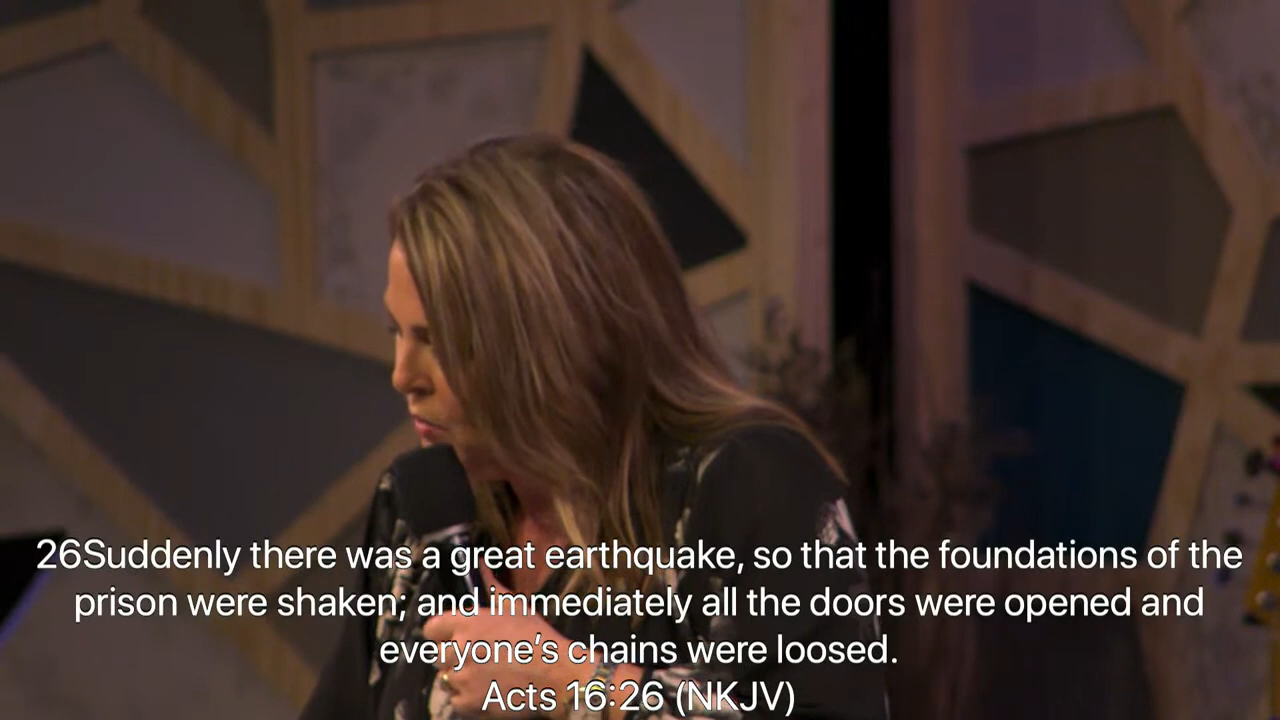 26Suddenly there was a great earthquake, so that the foundations of the
prison were shaken; and immediately all the doors were opened and
everyone’s chains were loosed.
Acts 16:26 (NKJV)